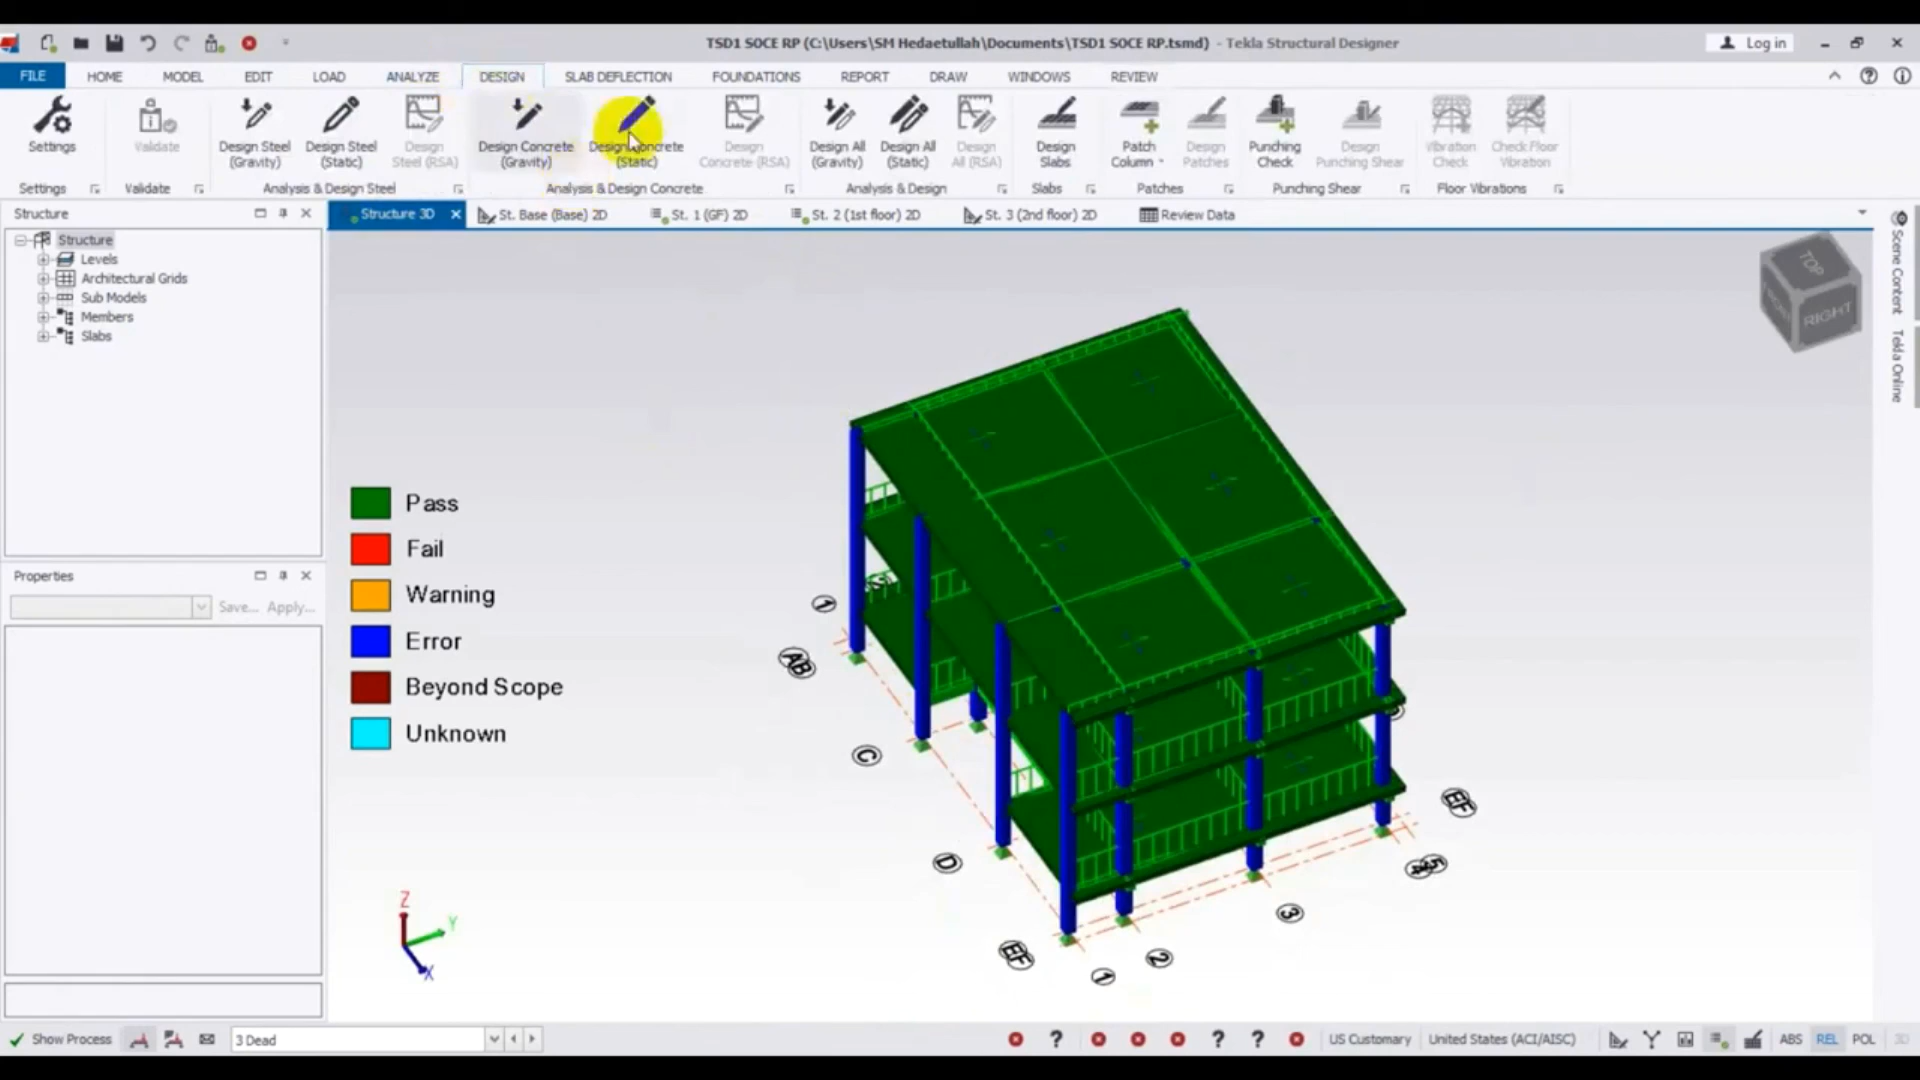 TSD1 SOCE RP (C:\Users\SM Hedaetullah\Documents\TSD1 SOCE RP.tsmd) - Tekla Structural Designer
Log in
FILE HOME MODEL EDIT LOAD ANALYZE DESIGN SLAB DEFLECTION FOUNDATIONS REPORT DRAW WINDOWS REVIEW
Settings
Validate
Design Steel (Gravity)
Design Steel (Static)
Design Steel (RSA)
Design Concrete (Gravity)
Design Concrete (Static)
Design Concrete (RSA)
Design All (Gravity)
Design All (Static)
Design All (RSA)
Design Slabs
Patch Column
Design Patches
Punching Check
Design Punching Shear
Vibration Check
Check Floor Vibration
Settings
Validate
Analysis & Design Steel
Analysis & Design Concrete
Analysis & Design
Slabs
Patches
Punching Shear
Floor Vibrations
Structure
Structure 3D
St. Base (Base) 2D
St. 1 (GF) 2D
St. 2 (1st floor) 2D
St. 3 (2nd floor) 2D
Review Data
Structure
Levels
Architectural Grids
Sub Models
Members
Slabs
Properties
Save... Apply...
Pass
Fail
Warning
Error
Beyond Scope
Unknown
Z
Y
X
1
AB
C
D
EF
1
2
3
EF
TOP
RIGHT
Scene Content
Tekla Online
Show Process
3 Dead
US Customary
United States (ACI/AISC)
ABS
REL
POL